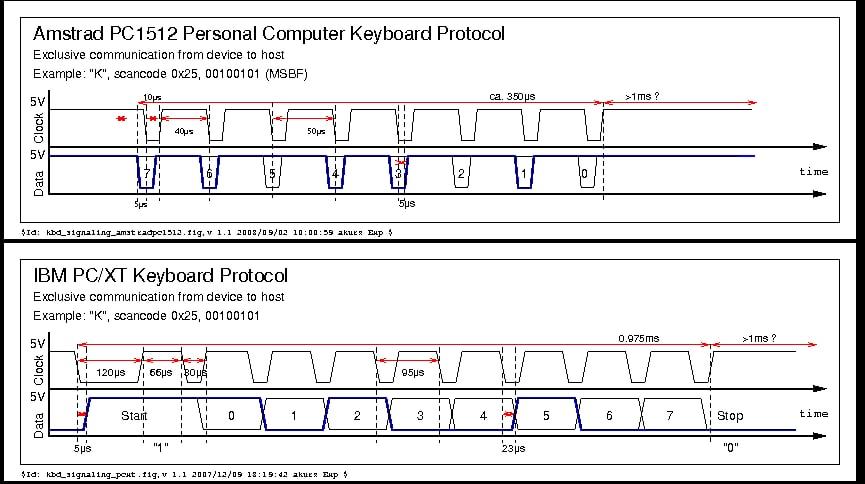 Amstrad PC1512 Personal Computer Keyboard Protocol
Exclusive communication from device to host
Example: "K", scancode 0x25, 00100101 (MSBF)
5V 10µs ca. 350µs >1ms ?
Clock 40µs 50µs
5V
Data 7 6 5 4 3 2 1 0 time
5µs 5µs
$Id: kbd_signaling_amstradpc1512.fig,v 1.1 2008/09/02 10:00:59 akurz Exp $
IBM PC/XT Keyboard Protocol
Exclusive communication from device to host
Example: "K", scancode 0x25, 00100101
5V 0.975ms >1ms ?
Clock 120µs 66µs 30µs 95µs
5V
Data Start 0 1 2 3 4 5 6 7 Stop time
5µs "1" 23µs "0"
$Id: kbd_signaling_pcxt.fig,v 1.1 2007/12/09 18:19:42 akurz Exp $